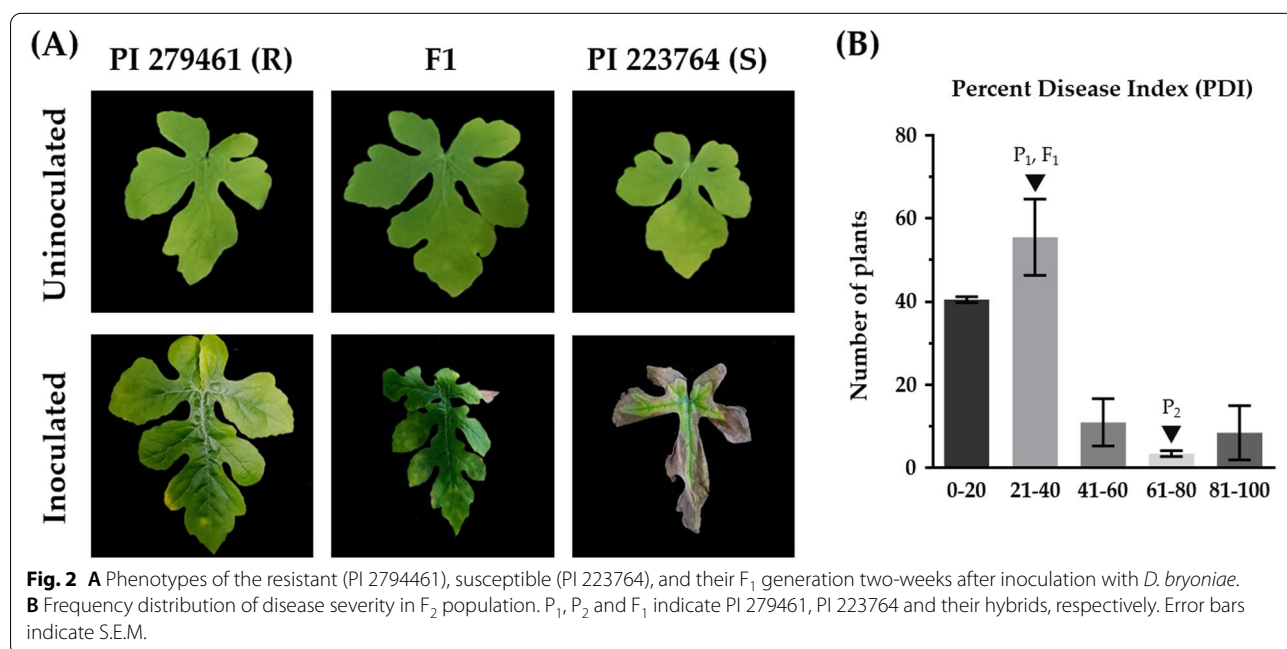 (A)
PI 279461 (R)
F1
PI 223764 (S)
Uninoculated
Inoculated
(B)
Percent Disease Index (PDI)
Number of plants
80
60
40
20
0
P1, F1
P2
0-20
21-40
41-60
61-80
81-100
Fig. 2 A Phenotypes of the resistant (PI 2794461), susceptible (PI 223764), and their F1 generation two-weeks after inoculation with D. bryoniae.
B Frequency distribution of disease severity in F2 population. P1, P2 and F1 indicate PI 279461, PI 223764 and their hybrids, respectively. Error bars
indicate S.E.M.